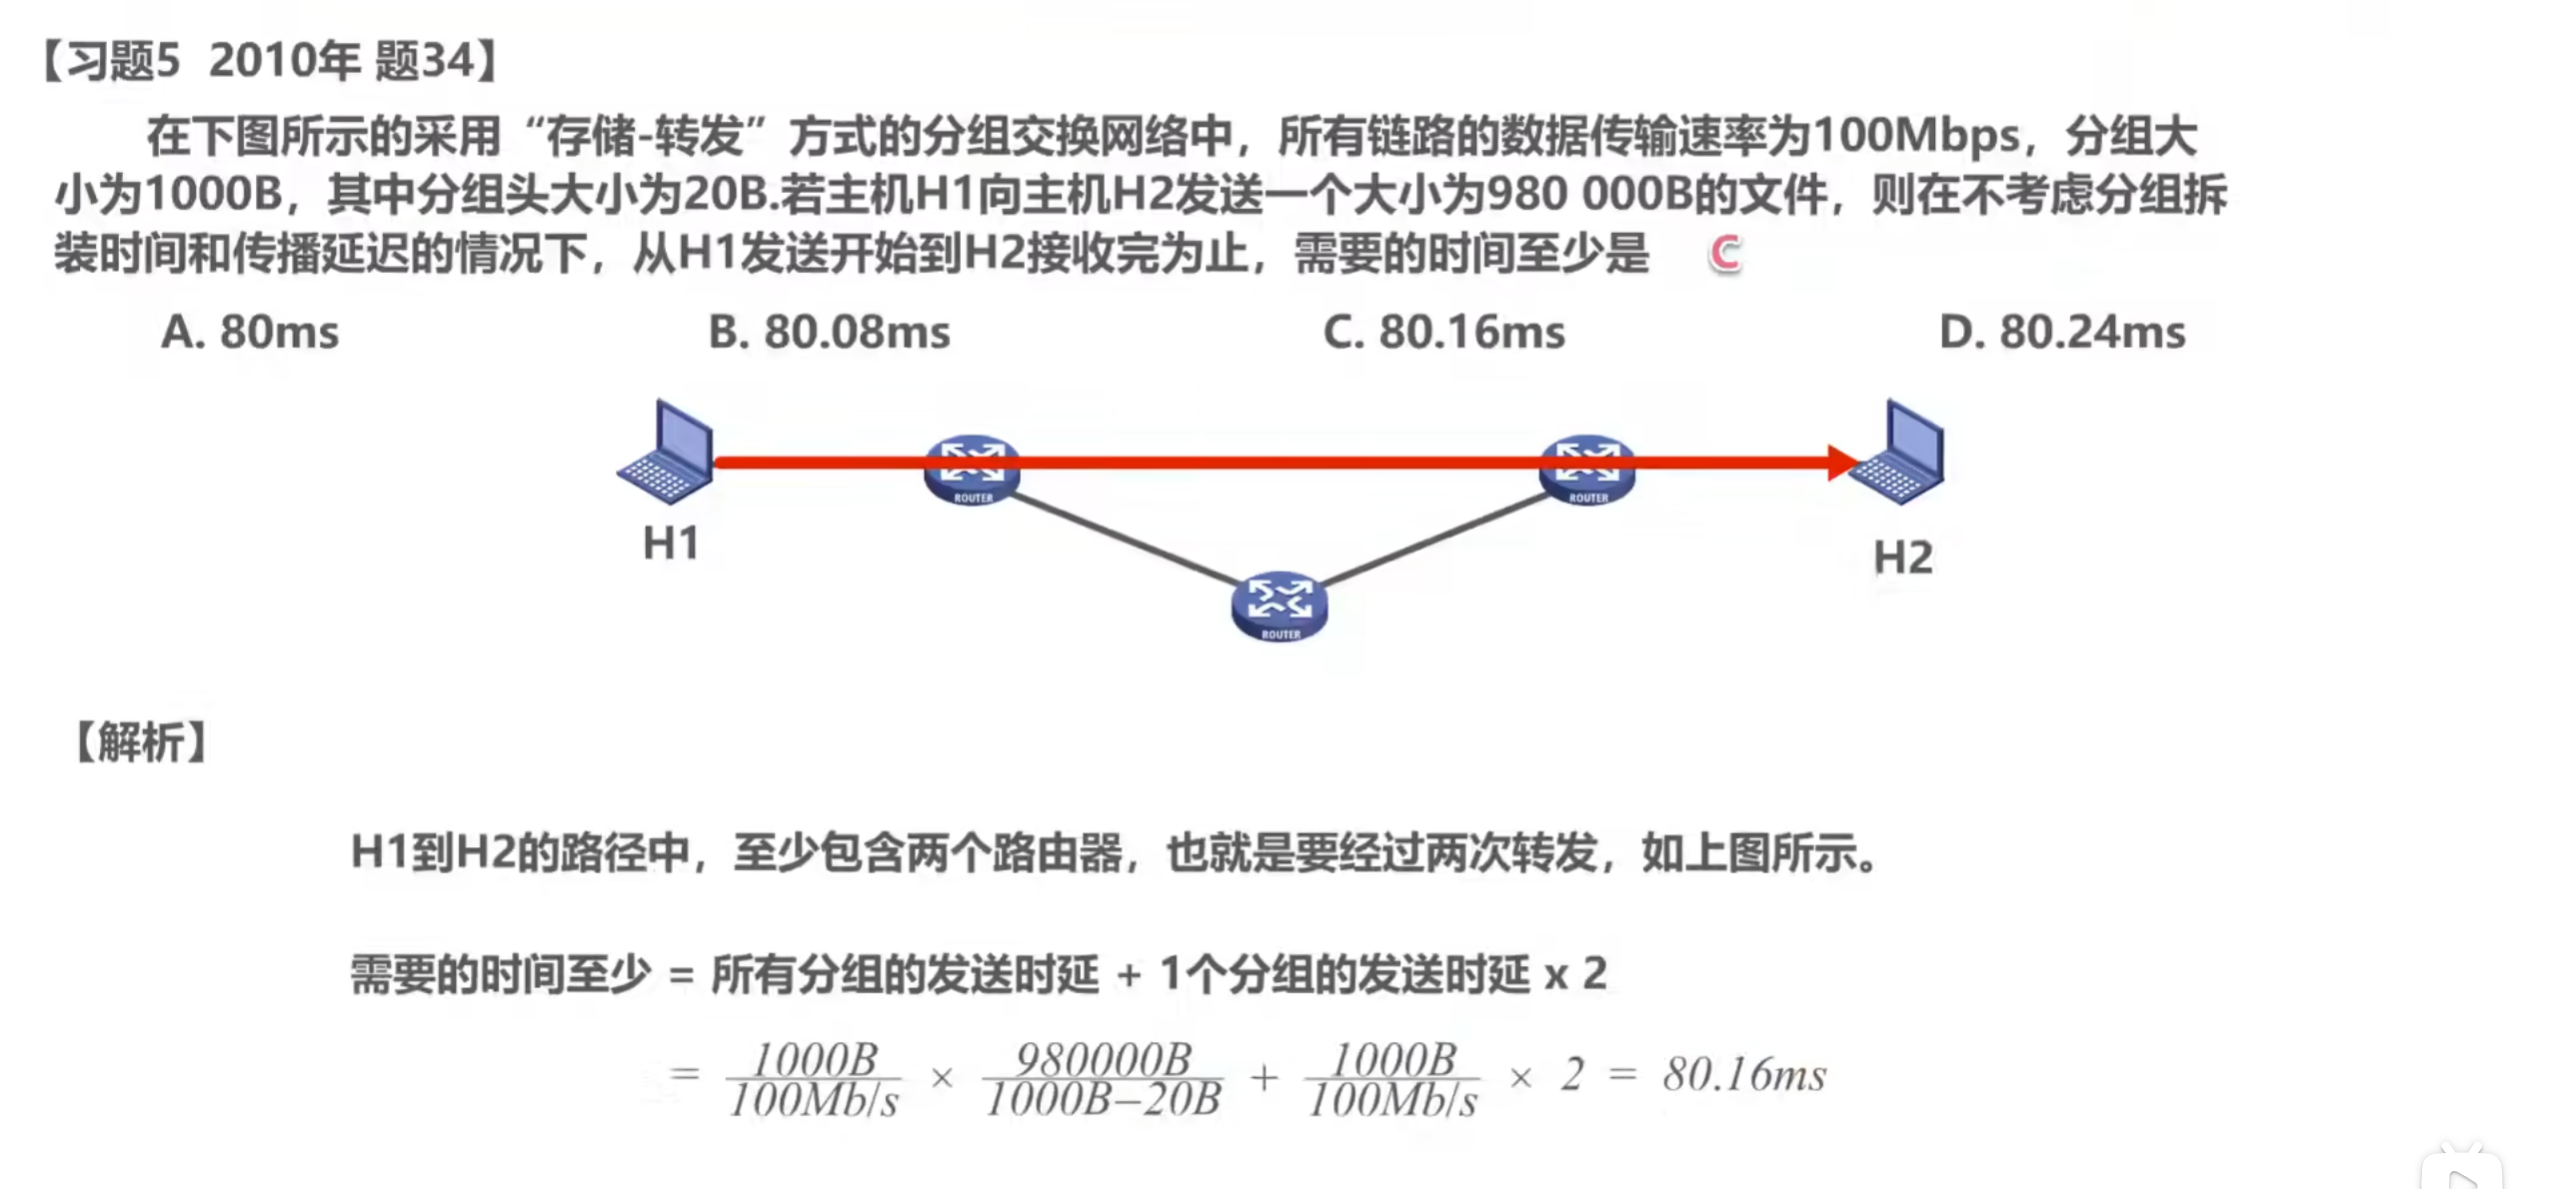 【习题5 2010年 题34】
在下图所示的采用“存储-转发”方式的分组交换网络中，所有链路的数据传输速率为100Mbps，分组大
小为1000B，其中分组头大小为20B.若主机H1向主机H2发送一个大小为980 000B的文件，则在不考虑分组拆
装时间和传播延迟的情况下，从H1发送开始到H2接收完为止，需要的时间至少是 C
A. 80ms B. 80.08ms C. 80.16ms D. 80.24ms
ROUTER ROUTER
H1 H2
ROUTER
【解析】
H1到H2的路径中，至少包含两个路由器，也就是要经过两次转发，如上图所示。
需要的时间至少 = 所有分组的发送时延 + 1个分组的发送时延 x 2
= 1000B/100Mb/s × 980000B/1000B−20B + 1000B/100Mb/s × 2 = 80.16ms